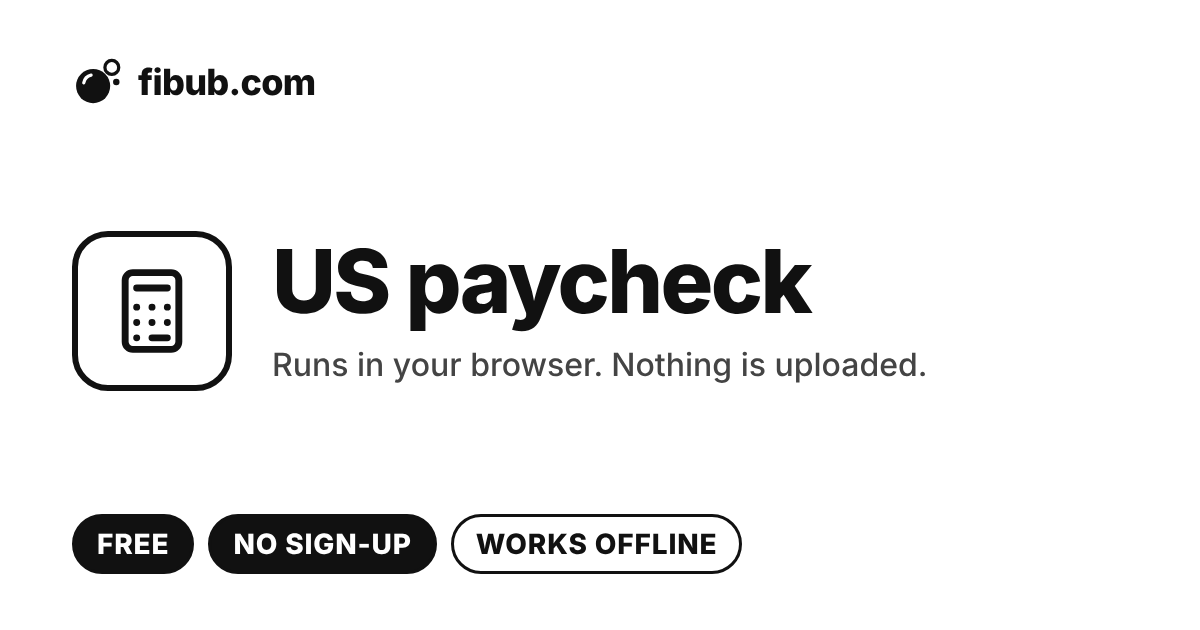 fibub.com
US paycheck
Runs in your browser. Nothing is uploaded.
FREE
NO SIGN-UP
WORKS OFFLINE